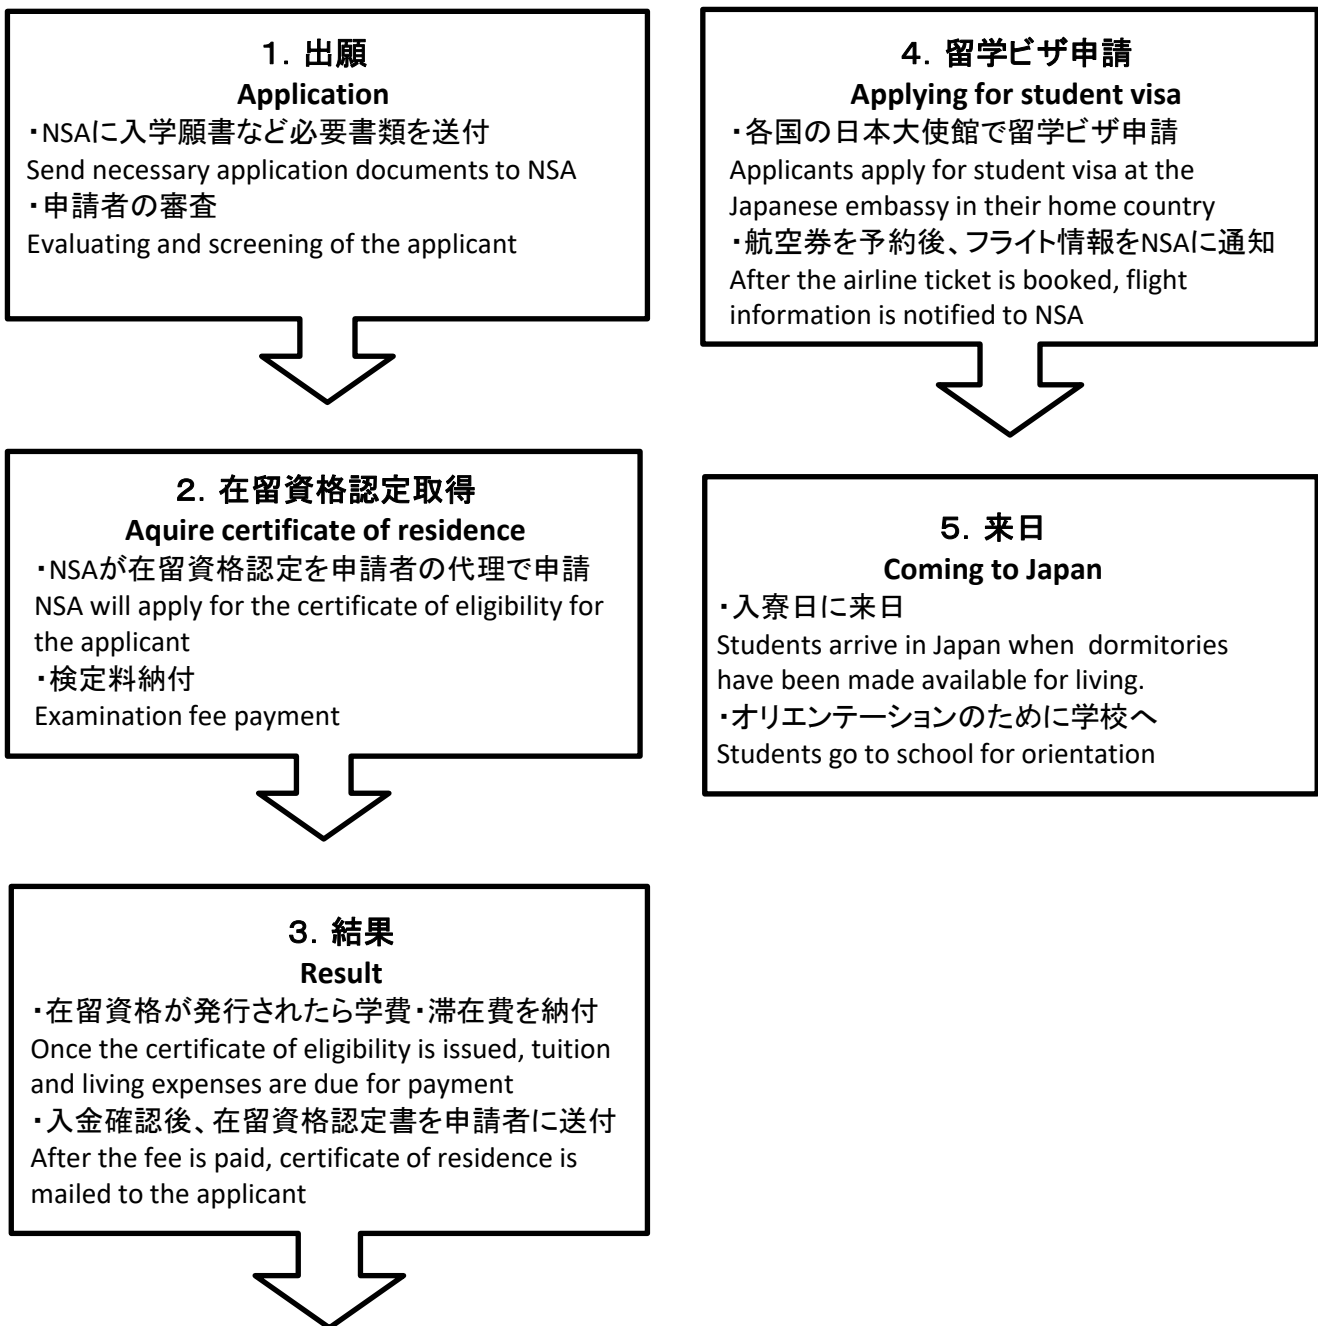 １．出願
Application
・NSAに入学願書など必要書類を送付
Send necessary application documents to NSA
・申請者の審査
Evaluating and screening of the applicant
２．在留資格認定取得
Aquire certificate of residence
・NSAが在留資格認定を申請者の代理で申請
NSA will apply for the certificate of eligibility for
the applicant
・検定料納付
Examination fee payment
３．結果
Result
・在留資格が発行されたら学費・滞在費を納付
Once the certificate of eligibility is issued, tuition
and living expenses are due for payment
・入金確認後、在留資格認定書を申請者に送付
After the fee is paid, certificate of residence is
mailed to the applicant
４．留学ビザ申請
Applying for student visa
・各国の日本大使館で留学ビザ申請
Applicants apply for student visa at the
Japanese embassy in their home country
・航空券を予約後、フライト情報をNSAに通知
After the airline ticket is booked, flight
information is notified to NSA
５．来日
Coming to Japan
・入寮日に来日
Students arrive in Japan when dormitories
have been made available for living.
・オリエンテーションのために学校へ
Students go to school for orientation